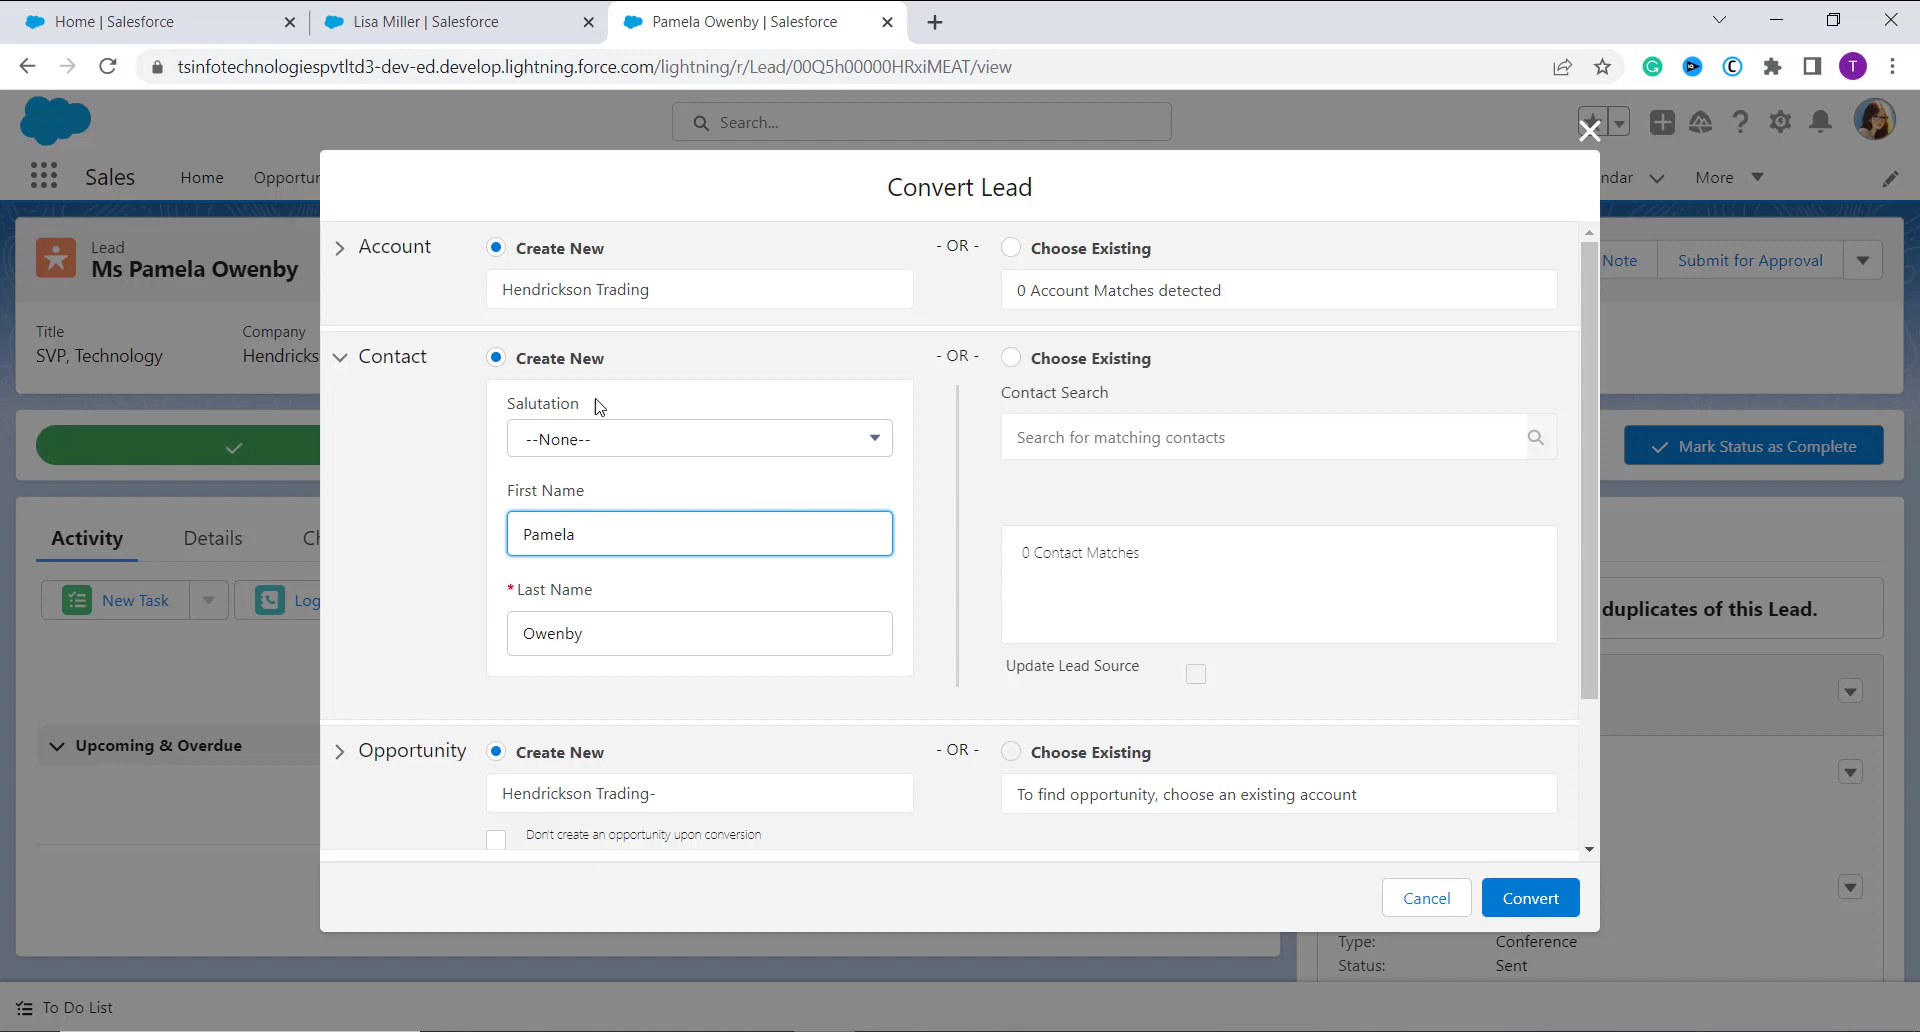 Home | Salesforce
Lisa Miller | Salesforce
Pamela Owenby | Salesforce
tsinfotechnologiespvtltd3-dev-ed.develop.lightning.force.com/lightning/r/Lead/00Q5h00000HRxiMEAT/view
T
Search...
Sales
Home
Opportun
ndar
More
Convert Lead
Lead
Ms Pamela Owenby
Note
Submit for Approval
Title
SVP, Technology
Company
Hendricks
Account
Create New
Hendrickson Trading
- OR -
Choose Existing
0 Account Matches detected
Contact
Create New
Salutation
--None--
First Name
Pamela
* Last Name
Owenby
- OR -
Choose Existing
Contact Search
Search for matching contacts
0 Contact Matches
Update Lead Source
Opportunity
Create New
Hendrickson Trading-
Don't create an opportunity upon conversion
- OR -
Choose Existing
To find opportunity, choose an existing account
Cancel
Convert
Mark Status as Complete
Activity
Details
Ch
New Task
Log
duplicates of this Lead.
Upcoming & Overdue
Type:
Conference
Status:
Sent
To Do List